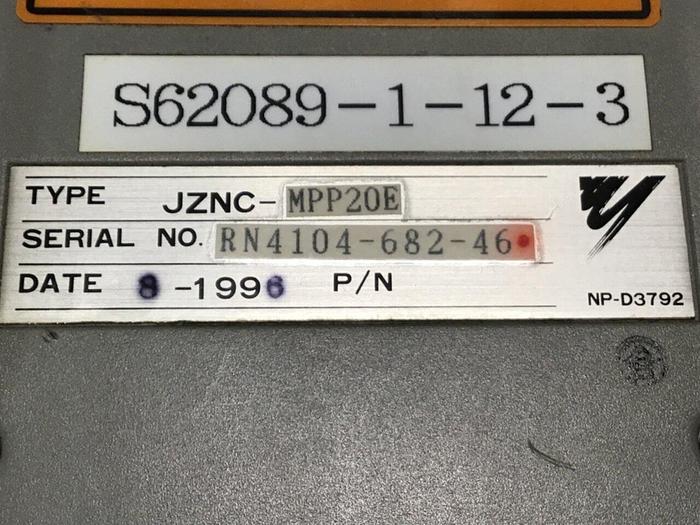 S62089-1-12-3
TYPE JZNC-MPP20E
SERIAL NO. RN4104-682-46
DATE 8-1996 P/N
NP-D3792